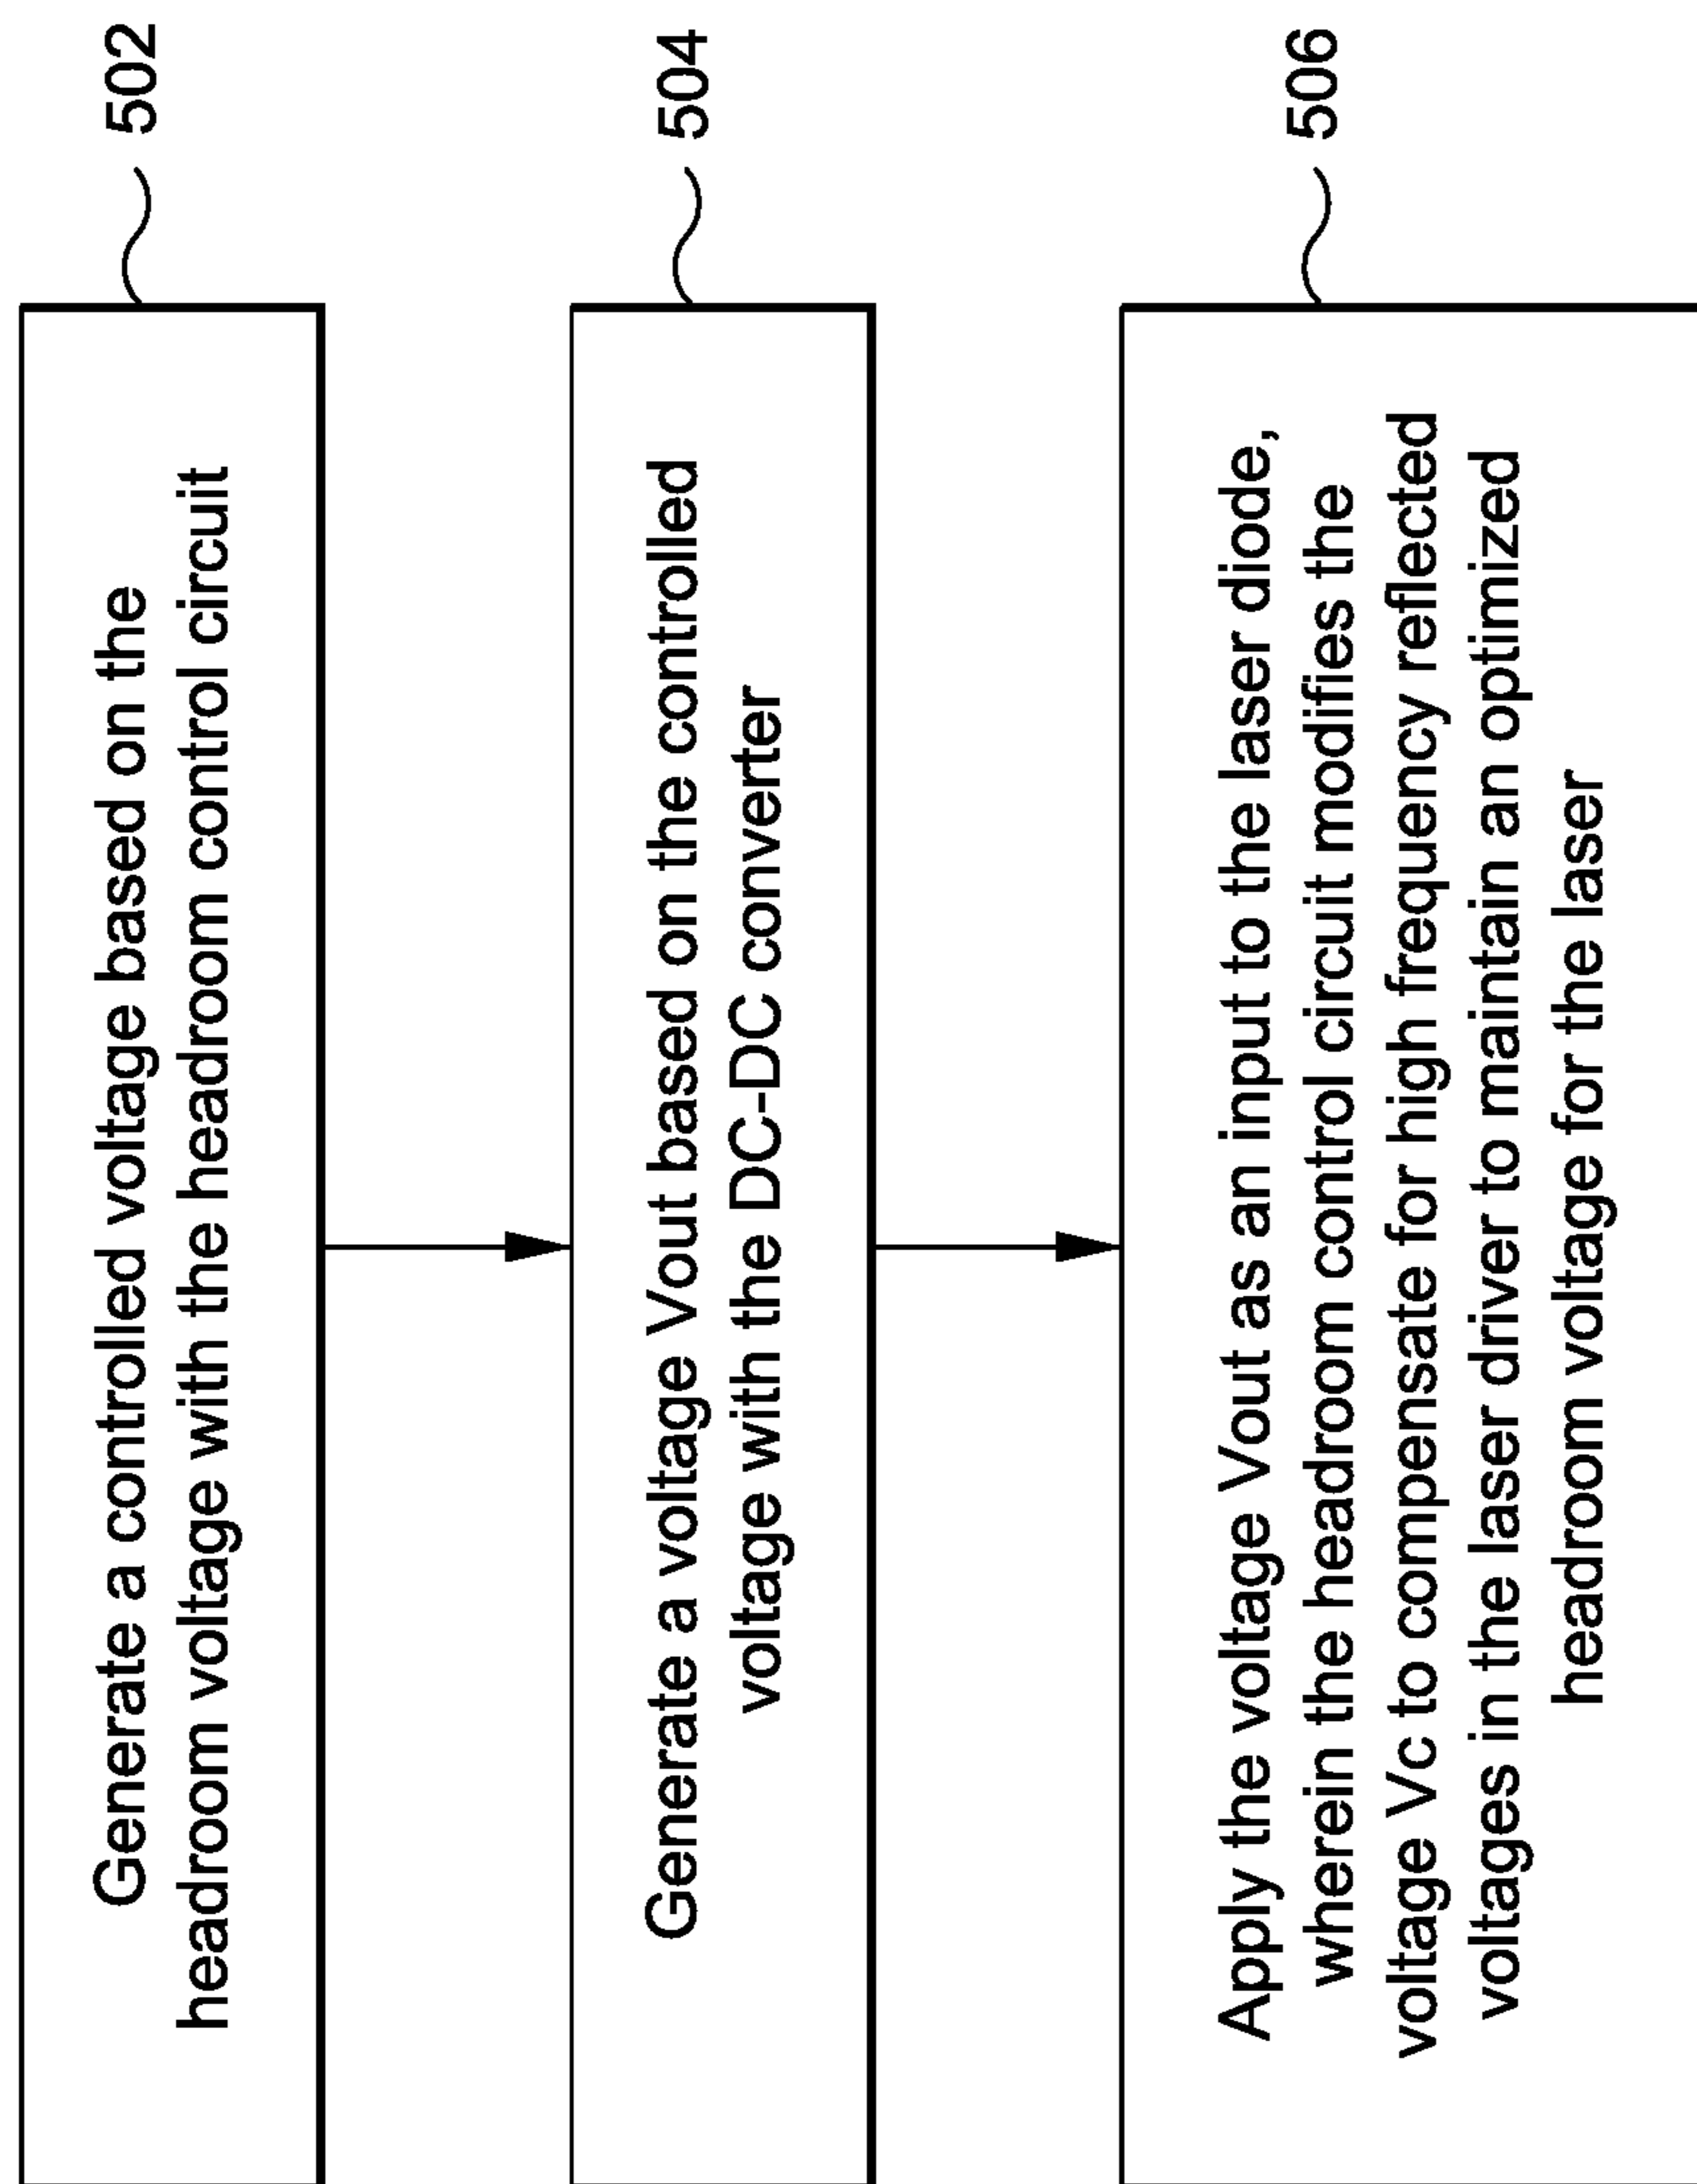 Generate a controlled voltage based on the
headroom voltage with the headroom control circuit
502
Generate a voltage Vout based on the controlled
voltage with the DC-DC converter
504
Apply the voltage Vout as an input to the laser diode,
wherein the headroom control circuit modifies the
voltage Vc to compensate for high frequency reflected
voltages in the laser driver to maintain an optimized
headroom voltage for the laser
506